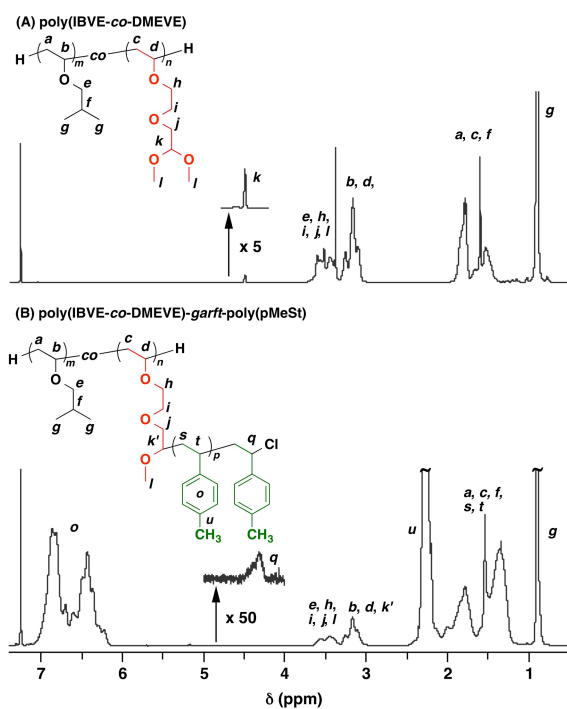 (A) poly(IBVE-co-DMEVE)
a
c
b
d
H
m
co
n
H
O
O
e
h
f
i
g
g
O
j
k
O
O
l
l
k
x 5
e, h,
i, j, l
b, d,
a, c, f
g
(B) poly(IBVE-co-DMEVE)-garft-poly(pMeSt)
a
c
b
d
H
m
co
n
H
O
O
e
h
f
i
g
g
O
j
s
t
q
k'
p
Cl
O
l
o
u
CH3
CH3
o
q
x 50
e, h,
i, j, l
b, d, k'
u
a, c, f,
s, t
g
~
~
7
6
5
4
3
2
1
δ (ppm)